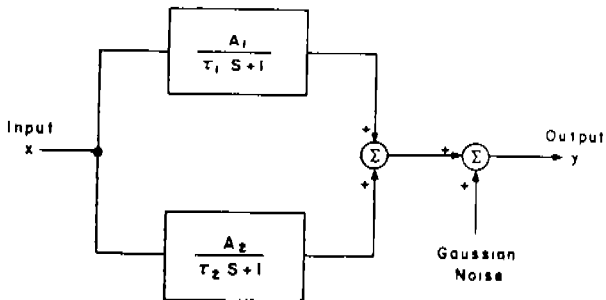 A₁
τ₁ S + 1
Input
x
+
Σ
+
+
Σ
+
Output
y
A₂
τ₂ S + 1
Gaussian
Noise